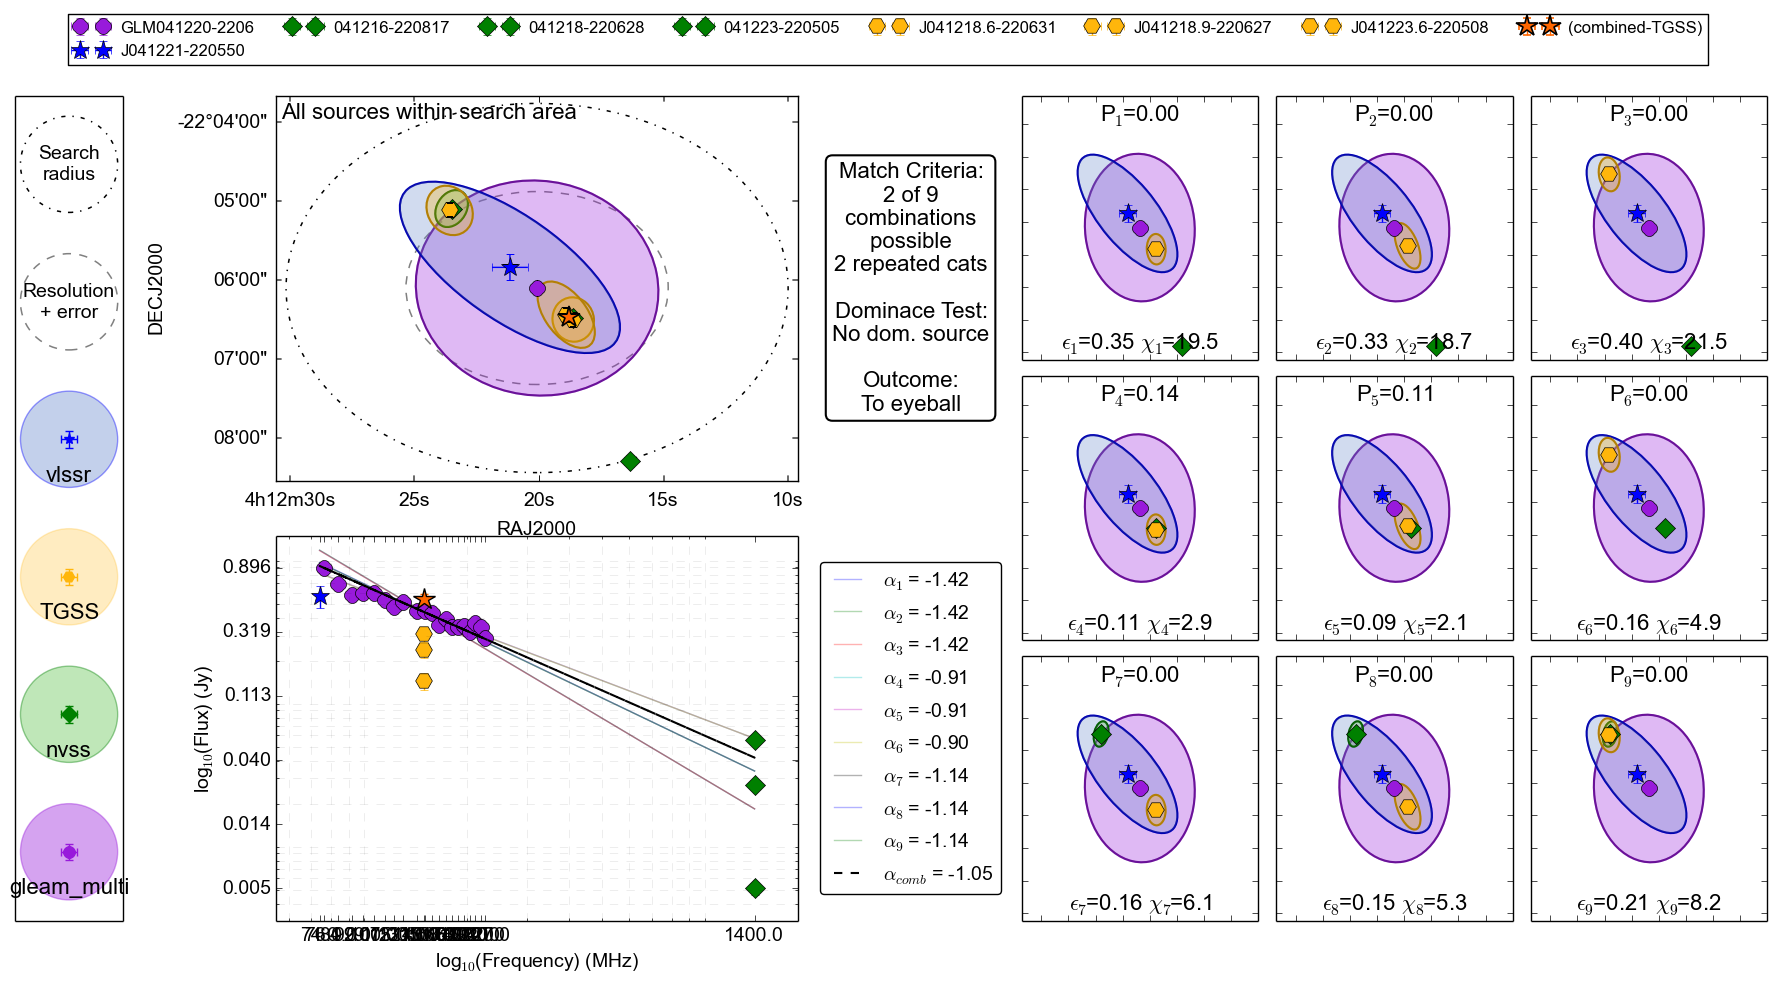 GLM041220-2206 041216-220817 041218-220628 041223-220505 J041218.6-220631 J041218.9-220627 J041223.6-220508 (combined-TGSS)
J041221-220550
Search
radius
Resolution
+ error
vlssr
TGSS
nvss
gleam_multi
All sources within search area
DECJ2000
-22°04'00"
05'00"
06'00"
07'00"
08'00"
4h12m30s 25s 20s 15s 10s
RAJ2000
log10(Flux) (Jy)
0.896
0.319
0.113
0.040
0.014
0.005
1400.0
log10(Frequency) (MHz)
Match Criteria:
2 of 9
combinations
possible
2 repeated cats
Dominace Test:
No dom. source
Outcome:
To eyeball
α1 = -1.42
α2 = -1.42
α3 = -1.42
α4 = -0.91
α5 = -0.91
α6 = -0.90
α7 = -1.14
α8 = -1.14
α9 = -1.14
αcomb = -1.05
P1=0.00
ϵ1=0.35 χ1=19.5
P2=0.00
ϵ2=0.33 χ2=18.7
P3=0.00
ϵ3=0.40 χ3=21.5
P4=0.14
ϵ4=0.11 χ4=2.9
P5=0.11
ϵ5=0.09 χ5=2.1
P6=0.00
ϵ6=0.16 χ6=4.9
P7=0.00
ϵ7=0.16 χ7=6.1
P8=0.00
ϵ8=0.15 χ8=5.3
P9=0.00
ϵ9=0.21 χ9=8.2